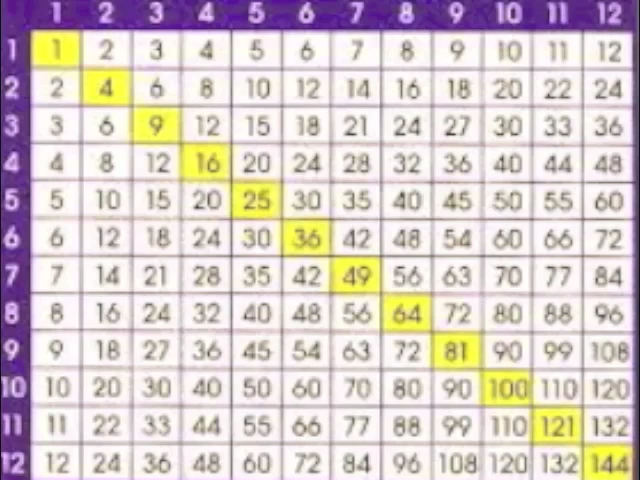 1 2 3 4 5 6 7 8 9 10 11 12
1 1 2 3 4 5 6 7 8 9 10 11 12
2 2 4 6 8 10 12 14 16 18 20 22 24
3 3 6 9 12 15 18 21 24 27 30 33 36
4 4 8 12 16 20 24 28 32 36 40 44 48
5 5 10 15 20 25 30 35 40 45 50 55 60
6 6 12 18 24 30 36 42 48 54 60 66 72
7 7 14 21 28 35 42 49 56 63 70 77 84
8 8 16 24 32 40 48 56 64 72 80 88 96
9 9 18 27 36 45 54 63 72 81 90 99 108
10 10 20 30 40 50 60 70 80 90 100 110 120
11 11 22 33 44 55 66 77 88 99 110 121 132
12 12 24 36 48 60 72 84 96 108 120 132 144